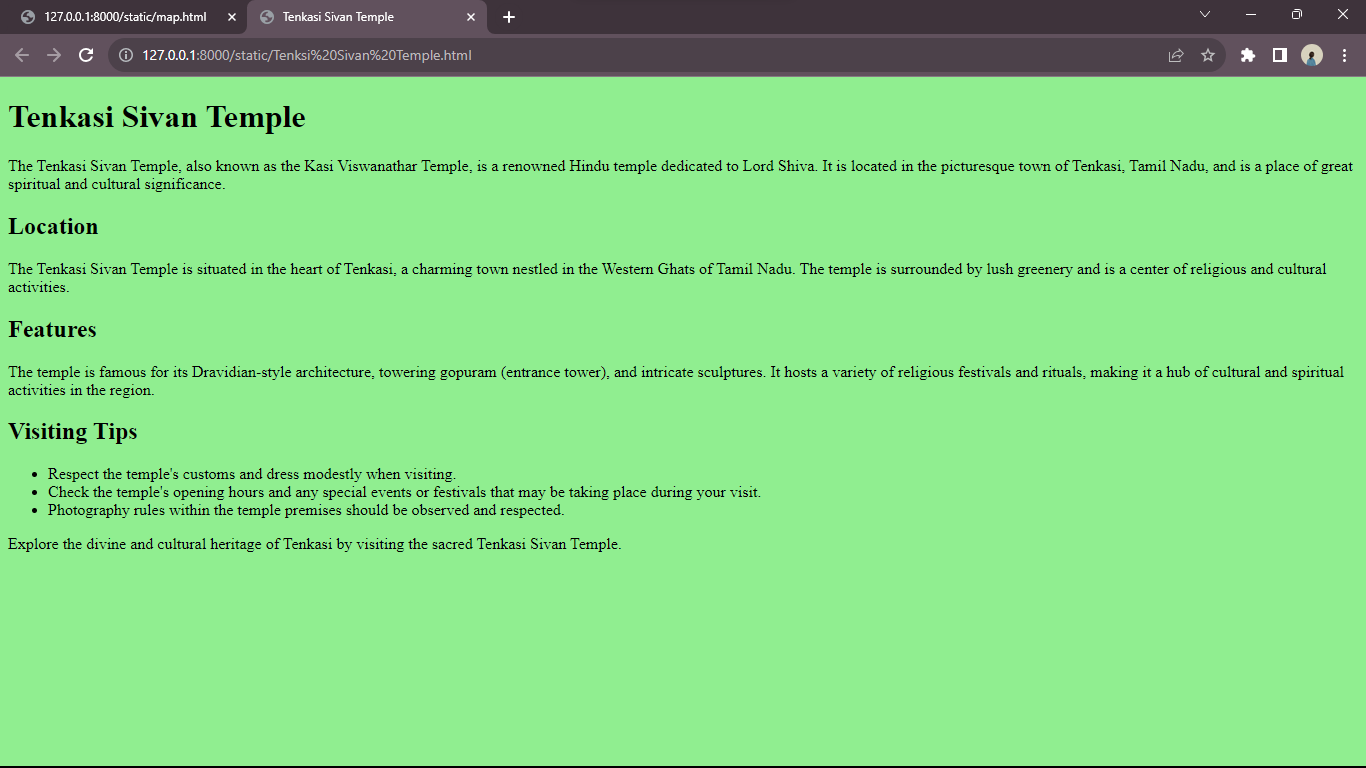 127.0.0.1:8000/static/map.html
Tenkasi Sivan Temple
127.0.0.1:8000/static/Tenksi%20Sivan%20Temple.html
Tenkasi Sivan Temple
The Tenkasi Sivan Temple, also known as the Kasi Viswanathar Temple, is a renowned Hindu temple dedicated to Lord Shiva. It is located in the picturesque town of Tenkasi, Tamil Nadu, and is a place of great
spiritual and cultural significance.
Location
The Tenkasi Sivan Temple is situated in the heart of Tenkasi, a charming town nestled in the Western Ghats of Tamil Nadu. The temple is surrounded by lush greenery and is a center of religious and cultural
activities.
Features
The temple is famous for its Dravidian-style architecture, towering gopuram (entrance tower), and intricate sculptures. It hosts a variety of religious festivals and rituals, making it a hub of cultural and spiritual
activities in the region.
Visiting Tips
• Respect the temple's customs and dress modestly when visiting.
• Check the temple's opening hours and any special events or festivals that may be taking place during your visit.
• Photography rules within the temple premises should be observed and respected.
Explore the divine and cultural heritage of Tenkasi by visiting the sacred Tenkasi Sivan Temple.